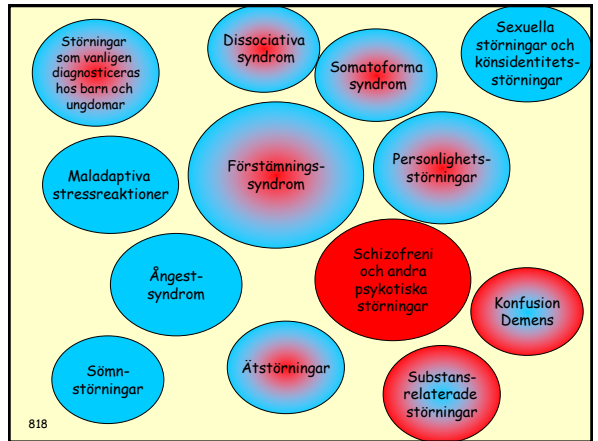 Störningar
som vanligen
diagnosticeras
hos barn och
ungdomar
Dissociativa
syndrom
Somatoforma
syndrom
Sexuella
störningar och
könsidentitets-
störningar
Maladaptiva
stressreaktioner
Förstämnings-
syndrom
Personlighets-
störningar
Ångest-
syndrom
Schizofreni
och andra
psykotiska
störningar
Konfusion
Demens
Sömn-
störningar
Ätstörningar
Substans-
relaterade
störningar
818